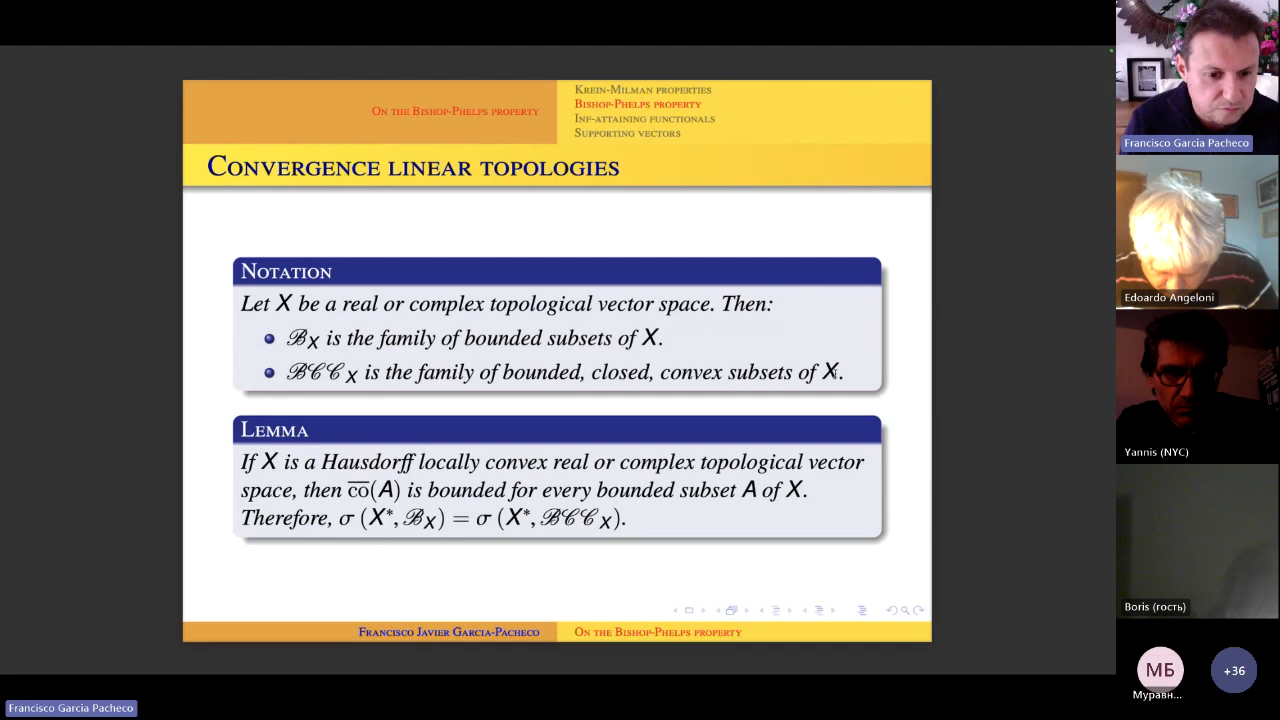 On the Bishop-Phelps property
Krein-Milman properties
Bishop-Phelps property
Inf-attaining functionals
Supporting vectors
Convergence linear topologies
Notation
Let X be a real or complex topological vector space. Then:
ℬ_X is the family of bounded subsets of X.
ℬ𝒞𝒞_X is the family of bounded, closed, convex subsets of X.
Lemma
If X is a Hausdorff locally convex real or complex topological vector
space, then c̅o̅(A) is bounded for every bounded subset A of X.
Therefore, σ (X*, ℬ_X) = σ (X*, ℬ𝒞𝒞_X).
Francisco Javier Garcia-Pacheco
On the Bishop-Phelps property
Francisco Garcia Pacheco
Edoardo Angeloni
Yannis (NYC)
Boris (гость)
МБ
Муравн...
+36
Francisco Garcia Pacheco